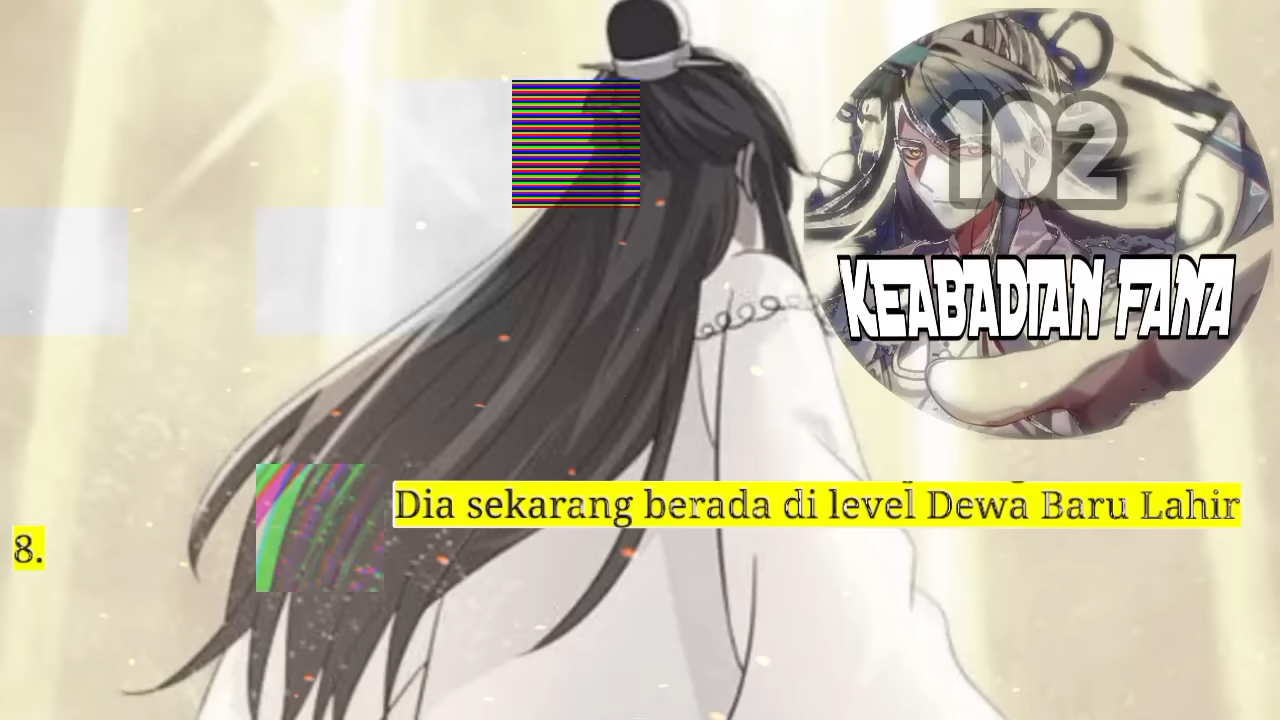 102
KEABADIAN FANA
Dia sekarang berada di level Dewa Baru Lahir
8.